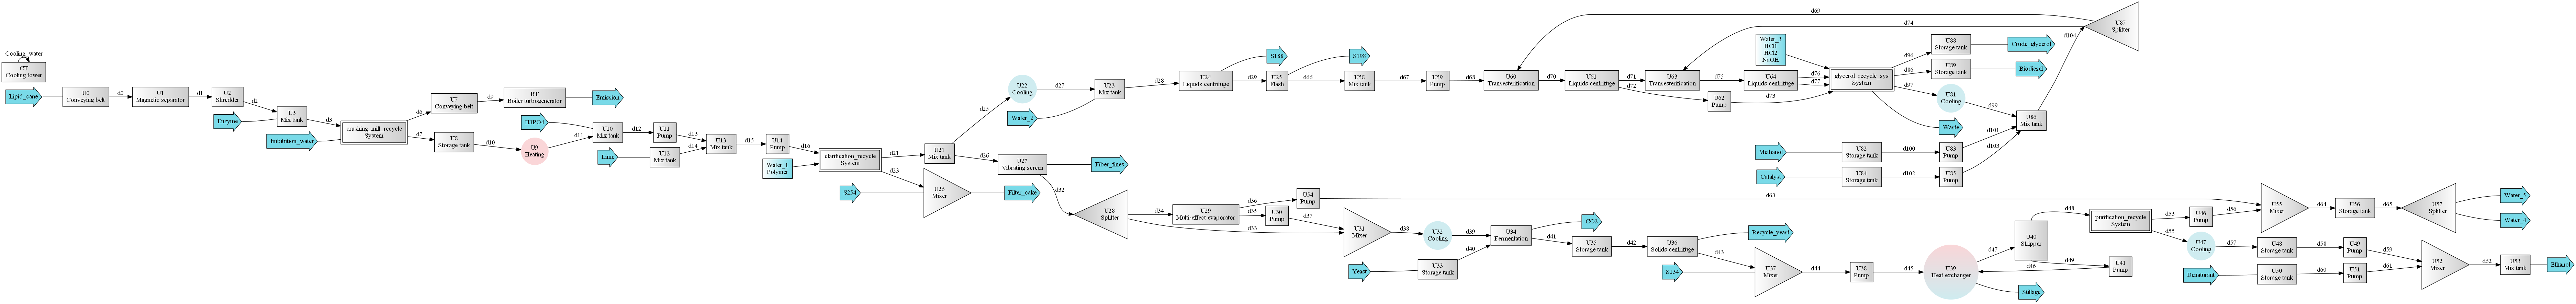 Cooling_water
CT
Cooling tower
Lipid_cane
U0
Conveying belt
d0
U1
Magnetic separator
d1
U2
Shredder
d2
Enzyme
U3
Mix tank
d3
Imbibition_water
crushing_mill_recycle
System
d6
d7
U7
Conveying belt
d9
BT
Boiler turbogenerator
Emission
U8
Storage tank
d10
U9
Heating
d11
H3PO4
U10
Mix tank
d12
U11
Pump
d13
Lime
U12
Mix tank
d14
U13
Mix tank
d15
U14
Pump
d16
Water_1
Polymer
clarification_recycle
System
d21
d23
S254
U21
Mix tank
d25
d26
U26
Mixer
Filter_cake
U22
Cooling
d27
Water_2
U23
Mix tank
d28
U24
Liquids centrifuge
S188
d29
U25
Flash
S198
d66
U58
Mix tank
d67
U59
Pump
d68
U60
Transesterification
d70
U61
Liquids centrifuge
d71
d72
U62
Pump
d73
U63
Transesterification
d75
U64
Liquids centrifuge
d76
d77
Water_3
HCl1
HCl2
NaOH
glycerol_recycle_sys
System
d96
d86
d97
U88
Storage tank
Crude_glycerol
U89
Storage tank
Biodiesel
U81
Cooling
d99
Waste
Methanol
U82
Storage tank
d100
U83
Pump
d101
Catalyst
U84
Storage tank
d102
U85
Pump
d103
U86
Mix tank
d104
U87
Splitter
d69
d74
U27
Vibrating screen
Fiber_fines
d32
U28
Splitter
d34
d33
U29
Multi-effect evaporator
d36
d35
U54
Pump
d63
U30
Pump
d37
U31
Mixer
d38
U32
Cooling
d39
Yeast
U33
Storage tank
d40
U34
Fermentation
CO2
d41
U35
Storage tank
d42
U36
Solids centrifuge
Recycle_yeast
d43
S134
U37
Mixer
d44
U38
Pump
d45
U39
Heat exchanger
d47
d46
Stillage
U40
Stripper
d48
d49
U41
Pump
purification_recycle
System
d53
d55
U46
Pump
d56
U47
Cooling
d57
U48
Storage tank
d58
U49
Pump
d59
Denaturant
U50
Storage tank
d60
U51
Pump
d61
U52
Mixer
d62
U53
Mix tank
Ethanol
U55
Mixer
d64
U56
Storage tank
d65
U57
Splitter
Water_5
Water_4